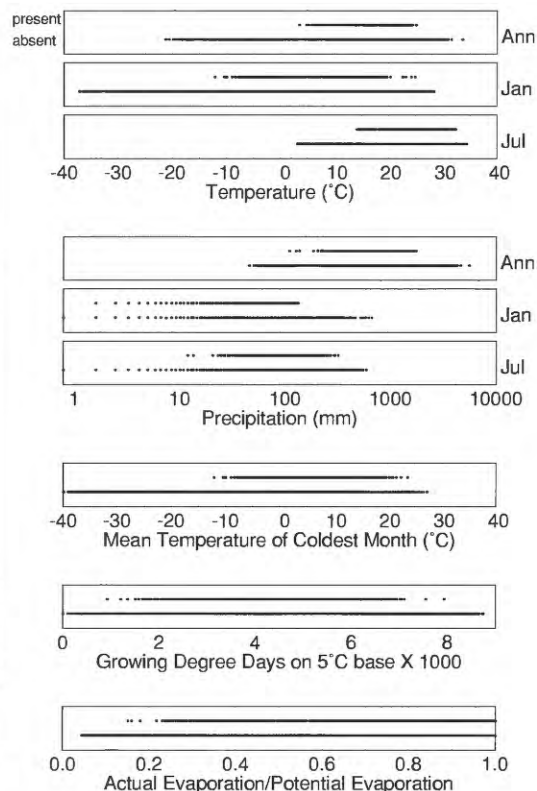 present
absent
Ann
Jan
Jul
-40 -30 -20 -10 0 10 20 30 40
Temperature (˚C)
Ann
Jan
Jul
1 10 100 1000 10000
Precipitation (mm)
-40 -30 -20 -10 0 10 20 30 40
Mean Temperature of Coldest Month (˚C)
0 2 4 6 8
Growing Degree Days on 5˚C base X 1000
0.0 0.2 0.4 0.6 0.8 1.0
Actual Evaporation/Potential Evaporation